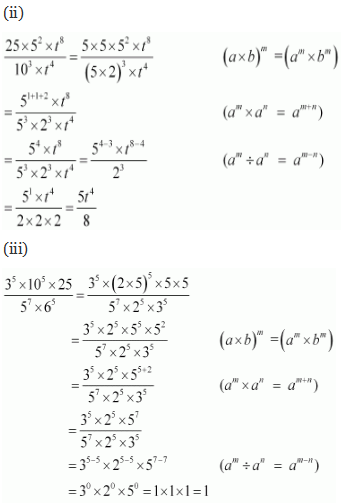 (ii)
(25×5²×t⁸)/(10³×t⁴) = (5×5×5²×t⁸)/((5×2)³×t⁴) (a×b)ᵐ=(aᵐ×bᵐ)
= (5¹⁺¹⁺²×t⁸)/(5³×2³×t⁴) (aᵐ×aⁿ = aᵐ⁺ⁿ)
= (5⁴×t⁸)/(5³×2³×t⁴) = (5⁴⁻³×t⁸⁻⁴)/2³ (aᵐ÷aⁿ = aᵐ⁻ⁿ)
= (5¹×t⁴)/(2×2×2) = 5t⁴/8
(iii)
(3⁵×10⁵×25)/(5⁷×6⁵) = (3⁵×(2×5)⁵×5×5)/(5⁷×2⁵×3⁵)
= (3⁵×2⁵×5⁵×5²)/(5⁷×2⁵×3⁵) (a×b)ᵐ=(aᵐ×bᵐ)
= (3⁵×2⁵×5⁵⁺²)/(5⁷×2⁵×3⁵) (aᵐ×aⁿ = aᵐ⁺ⁿ)
= (3⁵×2⁵×5⁷)/(5⁷×2⁵×3⁵)
= 3⁵⁻⁵×2⁵⁻⁵×5⁷⁻⁷ (aᵐ÷aⁿ = aᵐ⁻ⁿ)
= 3⁰×2⁰×5⁰ = 1×1×1 = 1